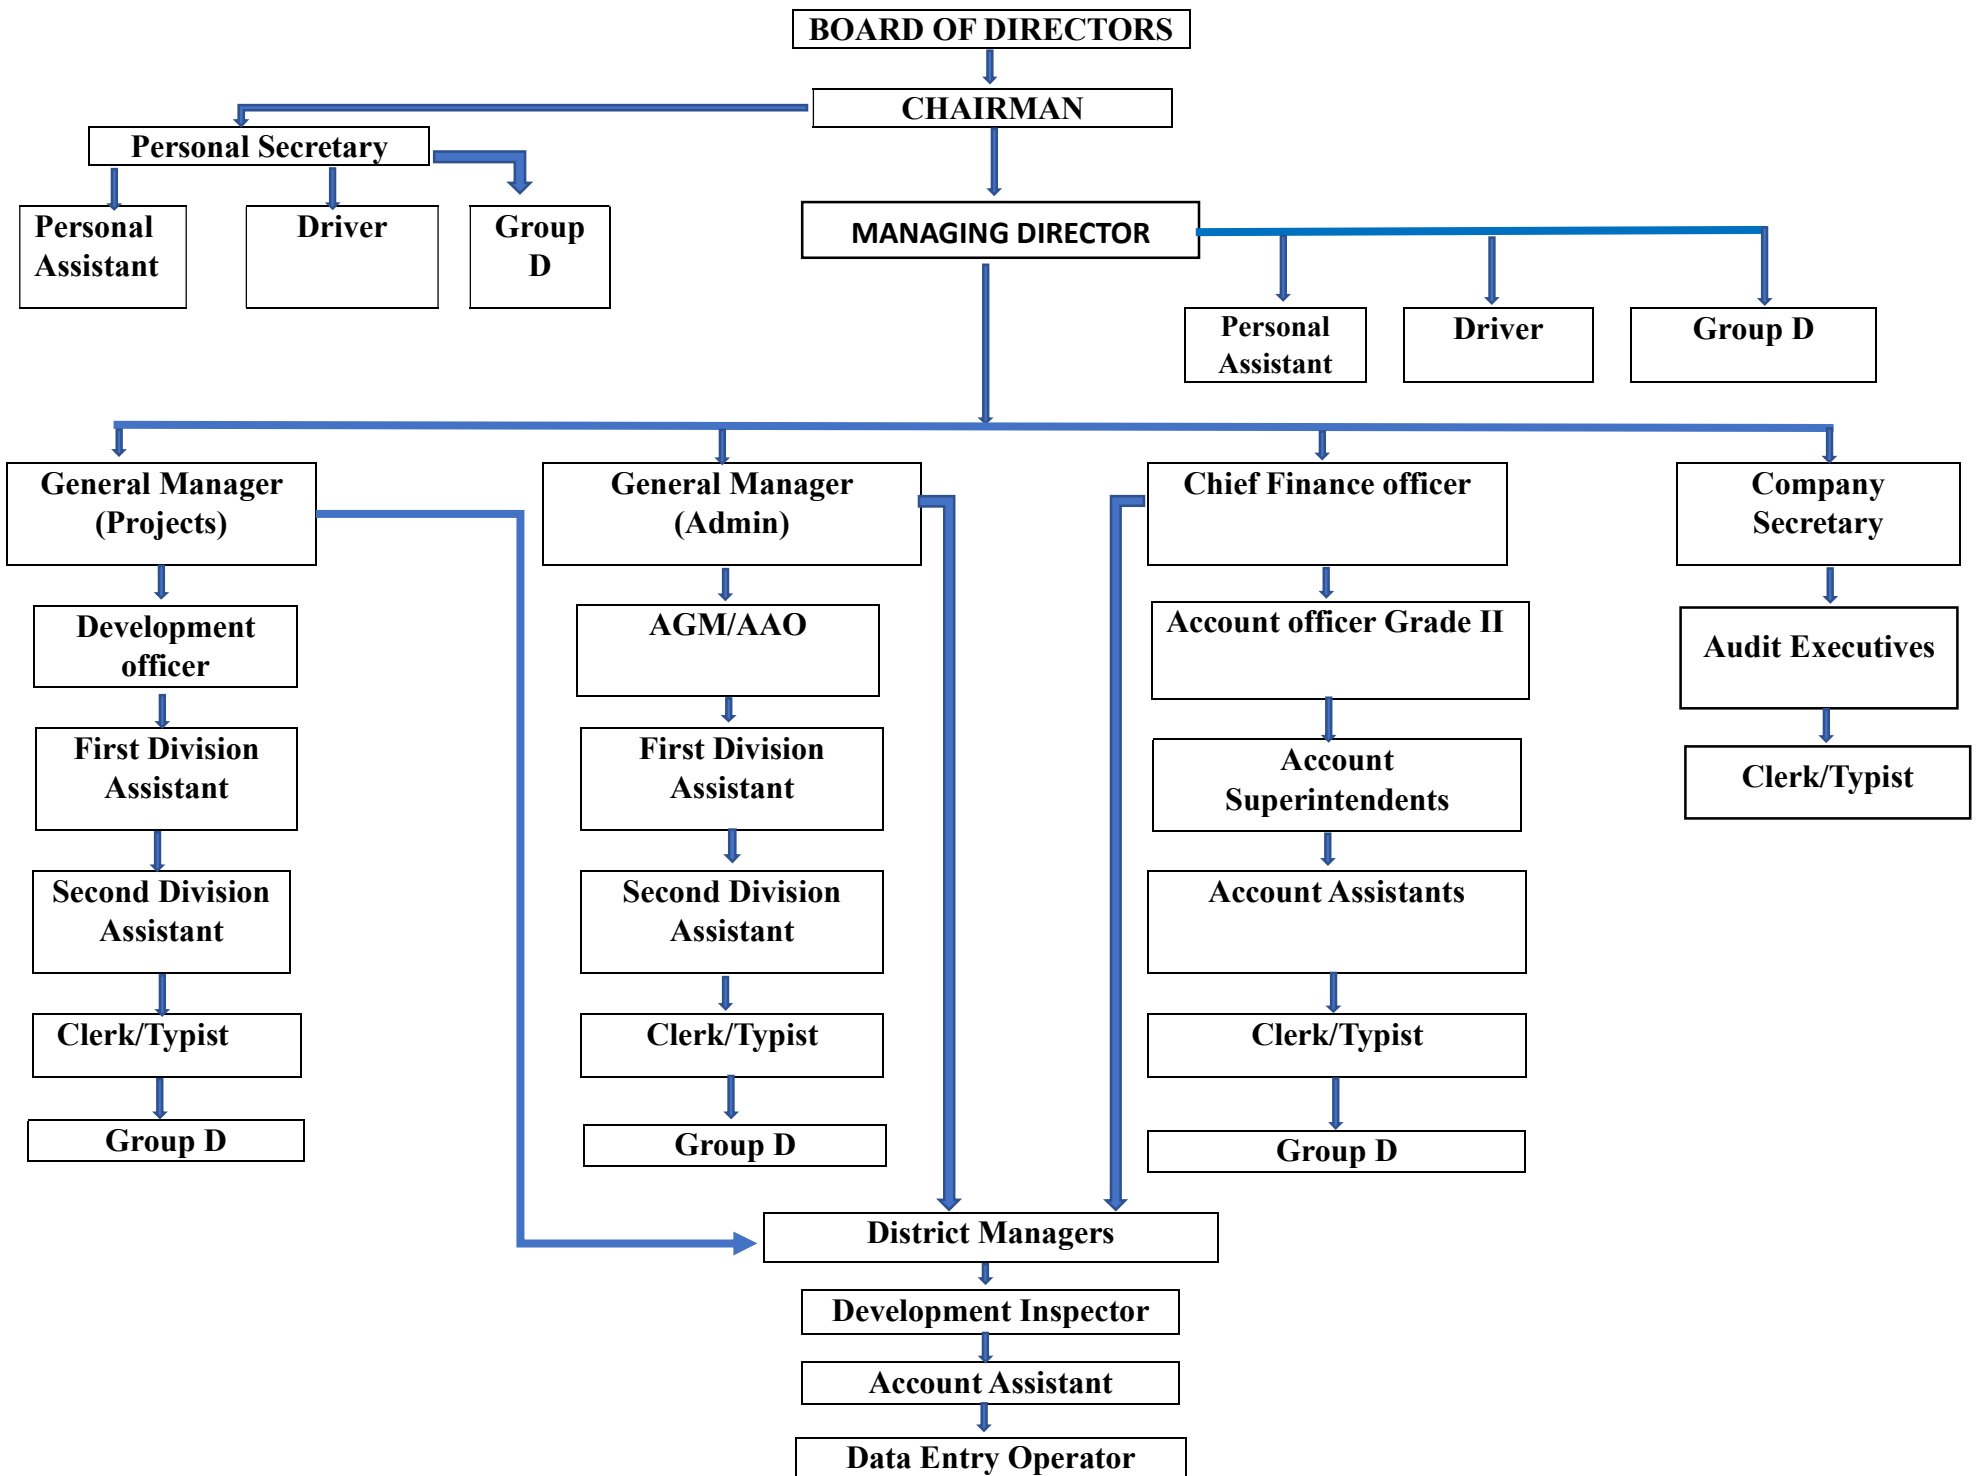 BOARD OF DIRECTORS
CHAIRMAN
Personal Secretary
Personal
Assistant
Driver
Group
D
MANAGING DIRECTOR
Personal
Assistant
Driver
Group D
General Manager
(Projects)
General Manager
(Admin)
Chief Finance officer
Company
Secretary
Development
officer
AGM/AAO
Account officer Grade II
Audit Executives
First Division
Assistant
First Division
Assistant
Account
Superintendents
Clerk/Typist
Second Division
Assistant
Second Division
Assistant
Account Assistants
Clerk/Typist
Clerk/Typist
Clerk/Typist
Group D
Group D
Group D
District Managers
Development Inspector
Account Assistant
Data Entry Operator